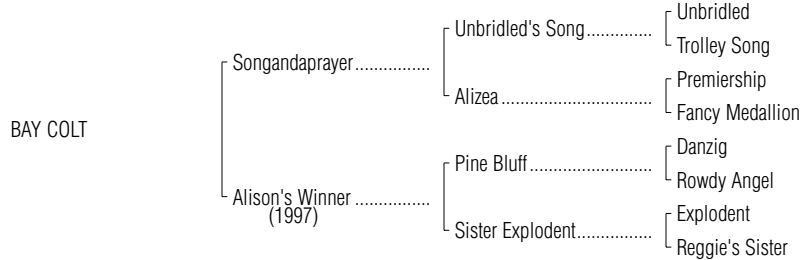 Unbridled
Unbridled's Song..............
Trolley Song
Songandaprayer................
Premiership
Alizea................................
Fancy Medallion
BAY COLT
Danzig
Pine Bluff..........................
Rowdy Angel
Alison's Winner................
(1997)
Explodent
Sister Explodent................
Reggie's Sister